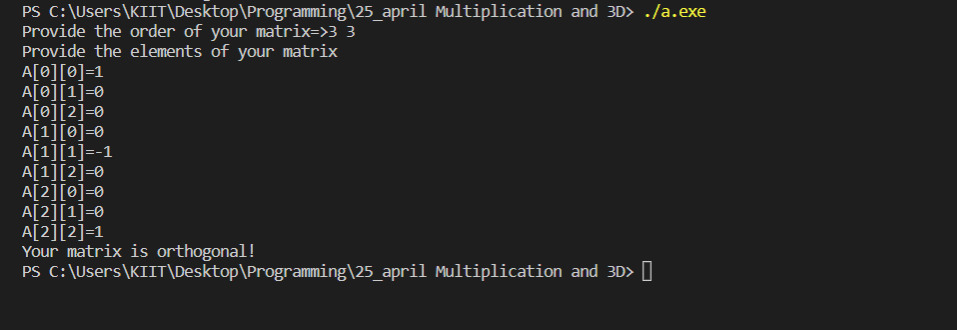 PS C:\Users\KIIT\Desktop\Programming\25_april Multiplication and 3D> ./a.exe
Provide the order of your matrix=>3 3
Provide the elements of your matrix
A[0][0]=1
A[0][1]=0
A[0][2]=0
A[1][0]=0
A[1][1]=-1
A[1][2]=0
A[2][0]=0
A[2][1]=0
A[2][2]=1
Your matrix is orthogonal!
PS C:\Users\KIIT\Desktop\Programming\25_april Multiplication and 3D>